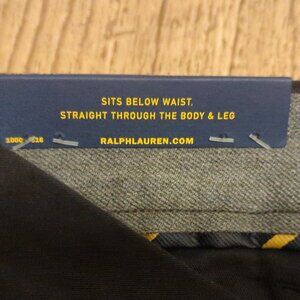 SITS BELOW WAIST.
STRAIGHT THROUGH THE BODY & LEG
RALPHLAUREN.COM